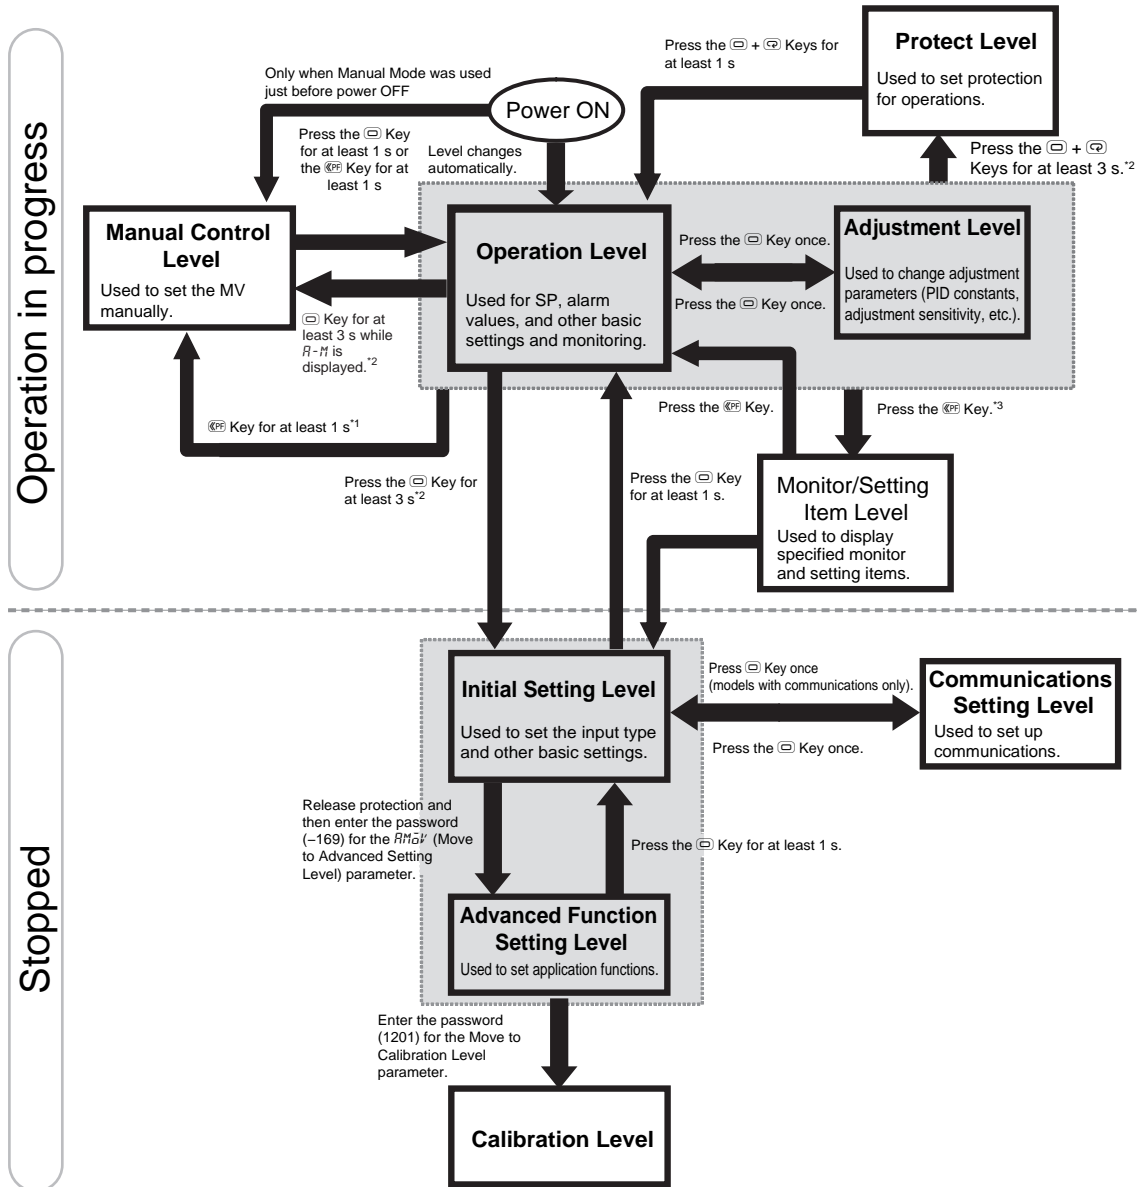 Operation in progress
Only when Manual Mode was used
just before power OFF
Power ON
Press the Key
for at least 1 s or
the PF Key for at
least 1 s
Level changes
automatically.
Press the + Keys for
at least 1 s
Protect Level
Used to set protection
for operations.
Press the +
Keys for at least 3 s.*2
Manual Control
Level
Used to set the MV
manually.
Operation Level
Used for SP, alarm
values, and other basic
settings and monitoring.
Press the Key once.
Press the Key once.
Adjustment Level
Used to change adjustment
parameters (PID constants,
adjustment sensitivity, etc.).
Key for at
least 3 s while
A-M is
displayed.*2
PF Key for at least 1 s*1
Press the PF Key.
Press the PF Key.*3
Press the Key for
at least 3 s*2
Press the Key
for at least 1 s.
Monitor/Setting
Item Level
Used to display
specified monitor
and setting items.
Stopped
Initial Setting Level
Used to set the input type
and other basic settings.
Press Key once
(models with communications only).
Press the Key once.
Communications
Setting Level
Used to set up
communications.
Release protection and
then enter the password
(–169) for the AMoV (Move
to Advanced Setting
Level) parameter.
Press the Key for at least 1 s.
Advanced Function
Setting Level
Used to set application functions.
Enter the password
(1201) for the Move to
Calibration Level
parameter.
Calibration Level